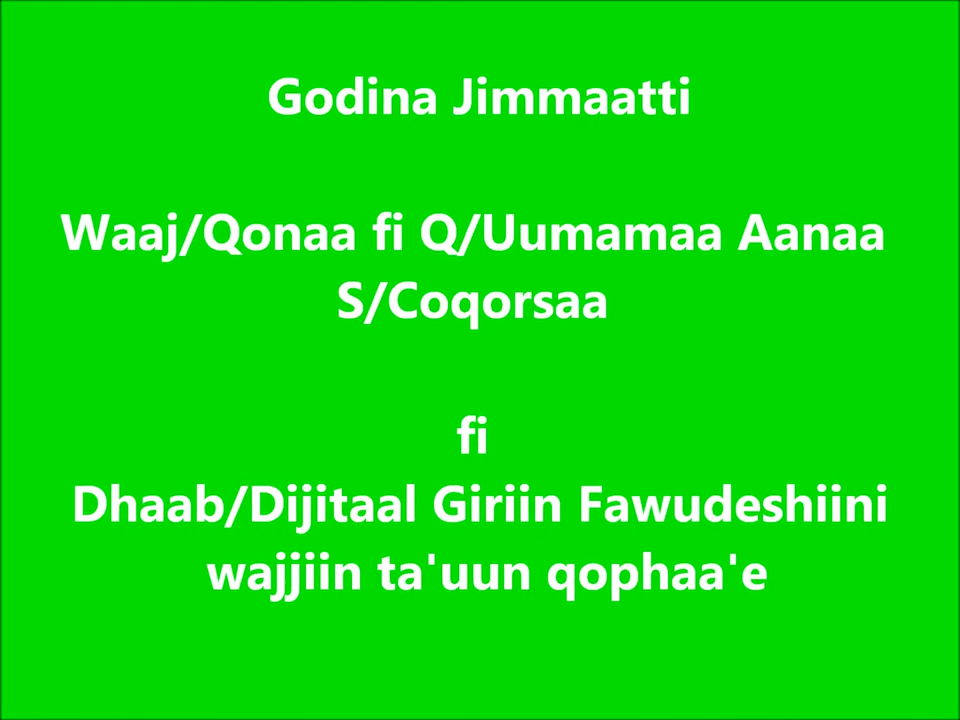 Godina Jimmaatti
Waaj/Qonaa fi Q/Uumamaa Aanaa
S/Coqorsaa
fi
Dhaab/Dijitaal Giriin Fawudeshiini
wajjiin ta'uun qophaa'e